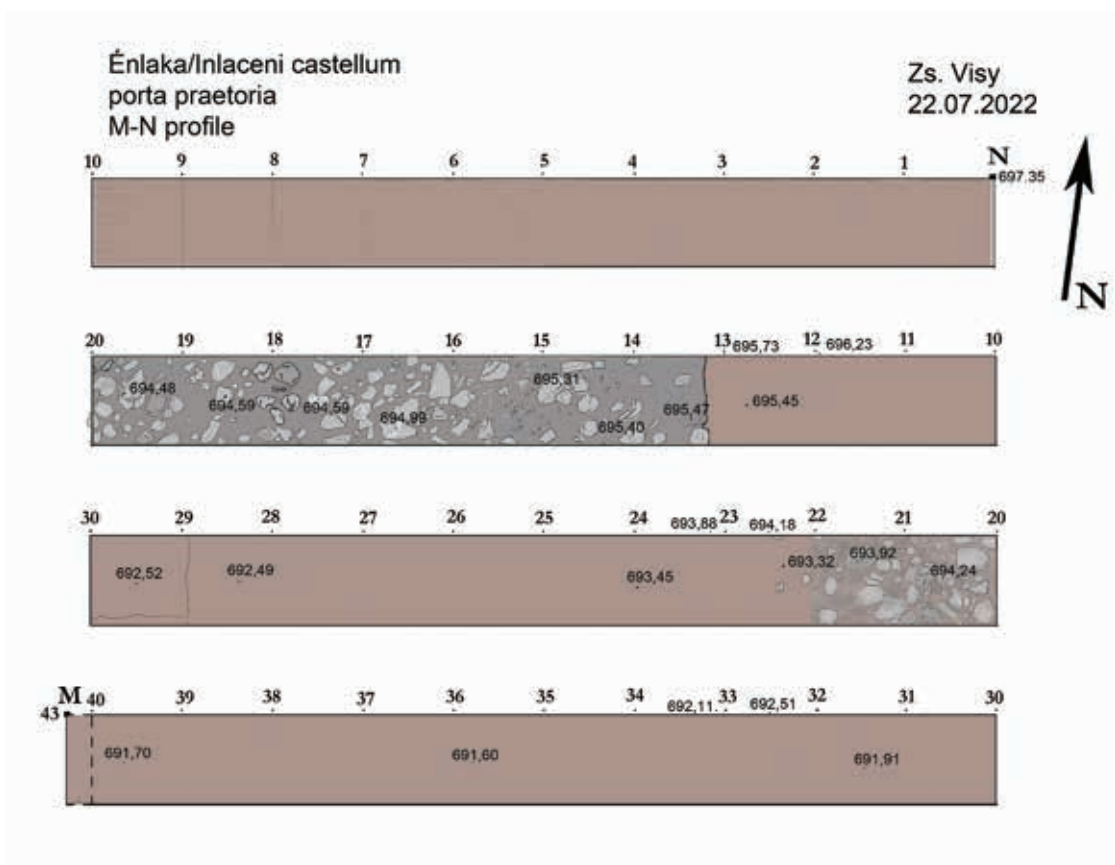 Énlaka/Inlaceni castellum
porta praetoria
M-N profile
Zs. Visy
22.07.2022
10 9 8 7 6 5 4 3 2 1 N
697.35
N
20 19 18 17 16 15 14 13 695,73 12 696,23 11 10
694,48 694,59 694,59 694,99 695,31 695,40 695,47 695,45
30 29 28 27 26 25 24 693,88 23 694,18 22 21 20
692,52 692,49 693,45 693,32 693,92 694,24
M
43 40 39 38 37 36 35 34 692,11 33 692,51 32 31 30
691,70 691,60 691,91